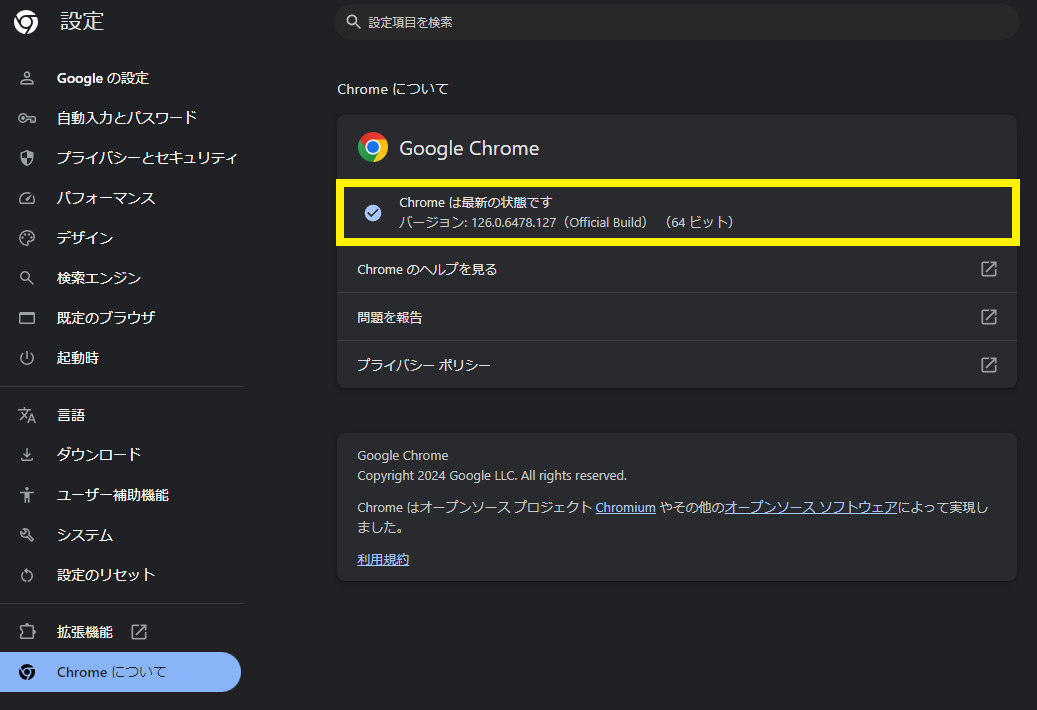 設定
設定項目を検索
Google の設定
自動入力とパスワード
プライバシーとセキュリティ
パフォーマンス
デザイン
検索エンジン
既定のブラウザ
起動時
言語
ダウンロード
ユーザー補助機能
システム
設定のリセット
拡張機能
Chrome について
Chrome について
Google Chrome
Chrome は最新の状態です
バージョン: 126.0.6478.127（Official Build） （64 ビット）
Chrome のヘルプを見る
問題を報告
プライバシー ポリシー
Google Chrome
Copyright 2024 Google LLC. All rights reserved.
Chrome はオープンソース プロジェクト Chromium やその他のオープンソース ソフトウェアによって実現し
ました。
利用規約